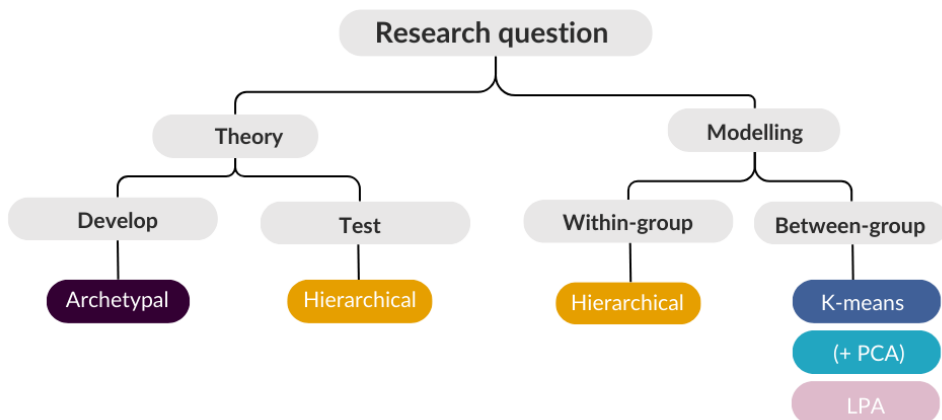 Research question
Theory
Modelling
Develop
Test
Within-group
Between-group
Archetypal
Hierarchical
Hierarchical
K-means
(+ PCA)
LPA